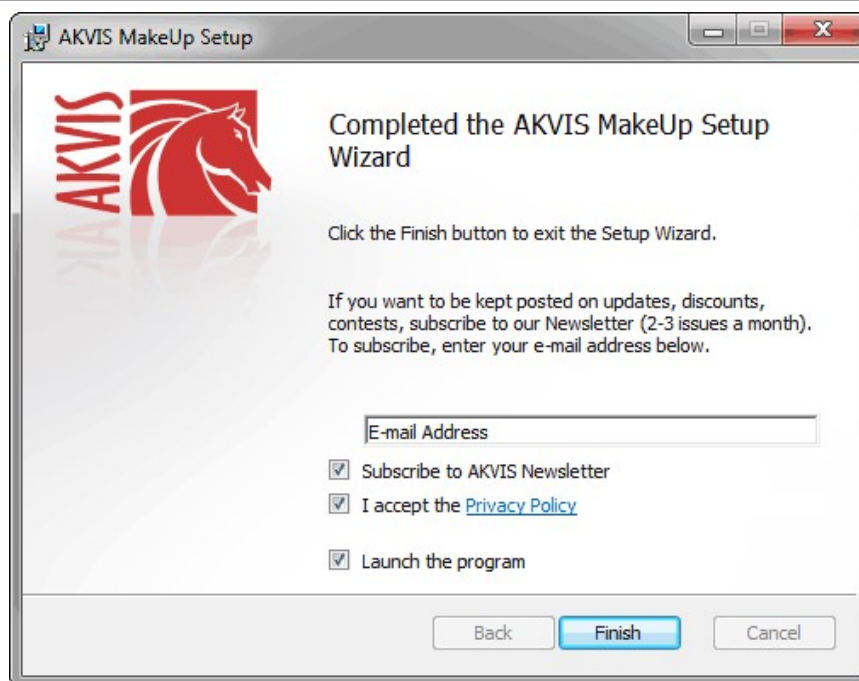 AKVIS MakeUp Setup
AKVIS
Completed the AKVIS MakeUp Setup
Wizard
Click the Finish button to exit the Setup Wizard.
If you want to be kept posted on updates, discounts,
contests, subscribe to our Newsletter (2-3 issues a month).
To subscribe, enter your e-mail address below.
E-mail Address
Subscribe to AKVIS Newsletter
I accept the Privacy Policy
Launch the program
Back
Finish
Cancel